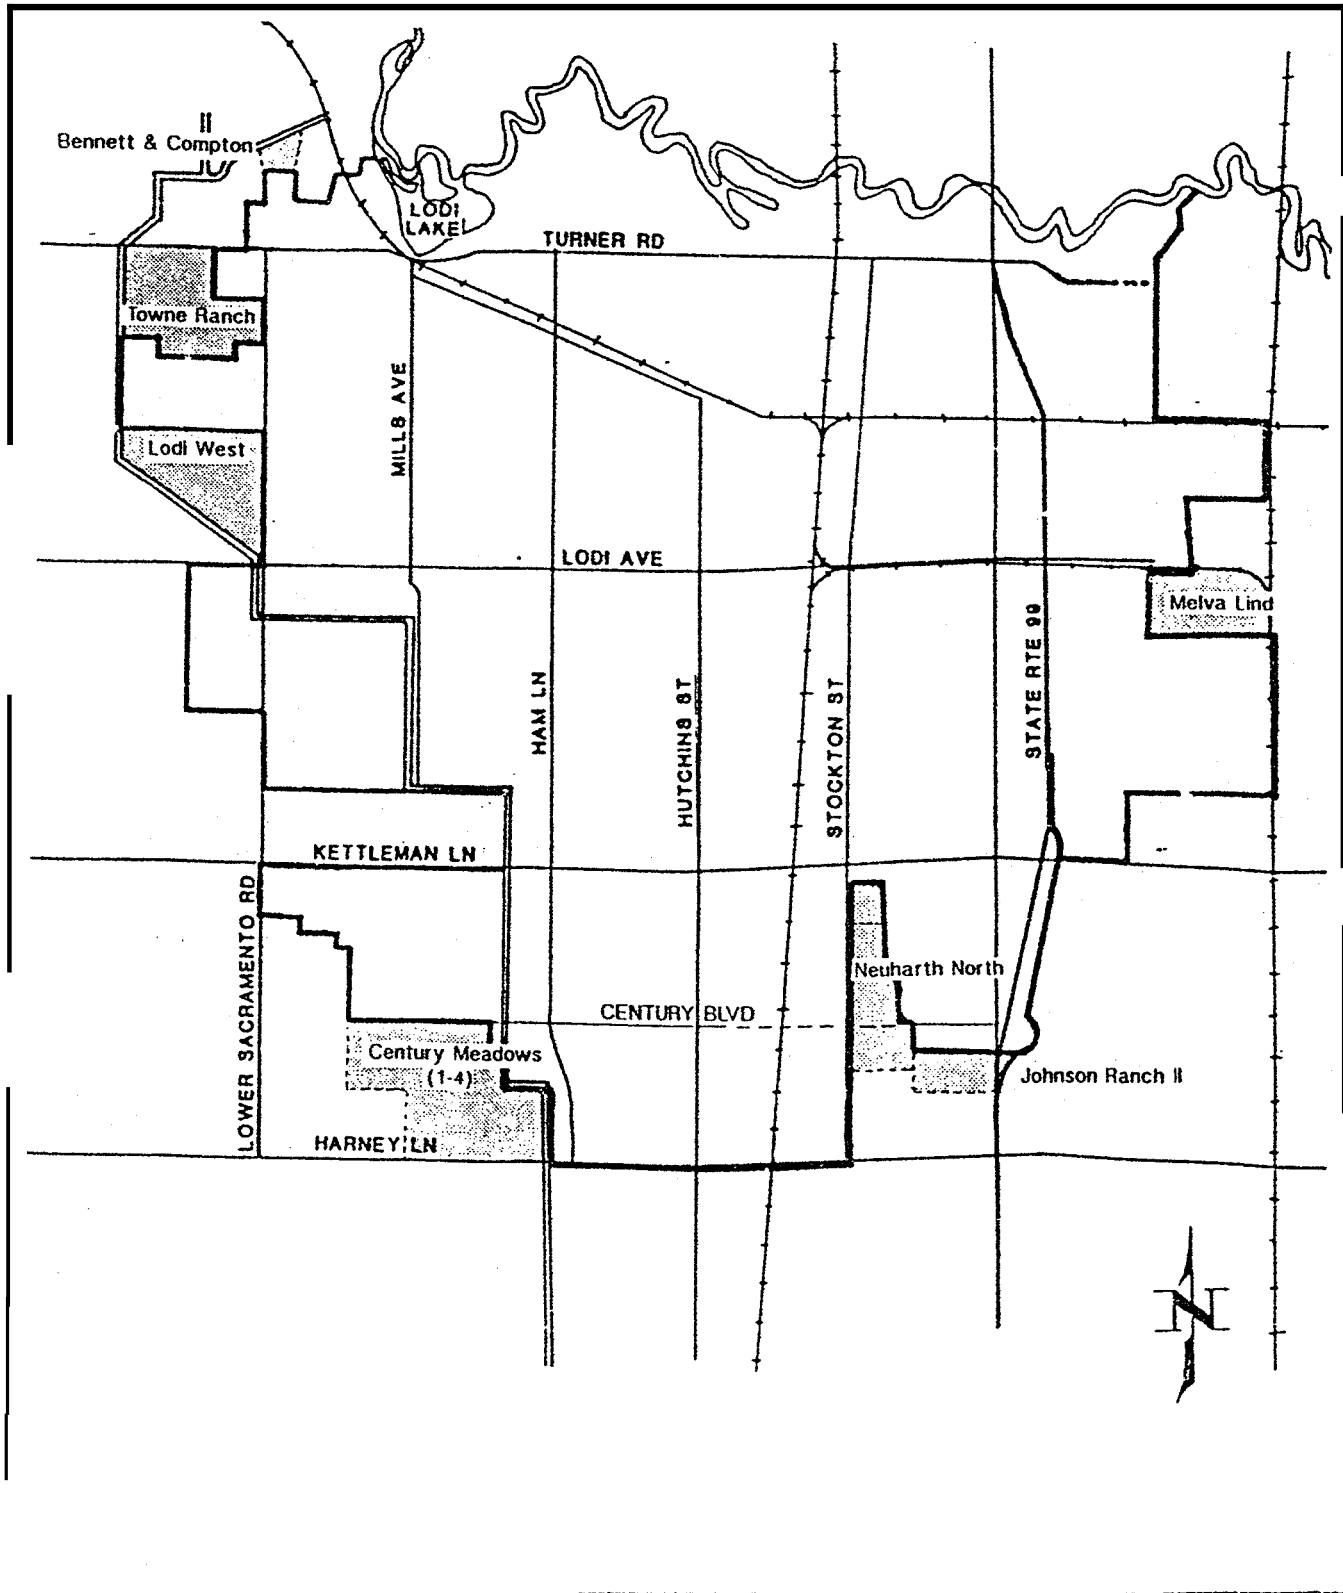 Bennett & Compton
LODI
LAKE
TURNER RD
Towne Ranch
MILLS AVE
Lodi West
LODI AVE
Melva Lind
STATE RTE 99
HAM LN
HUTCHINS ST
STOCKTON ST
KETTLEMAN LN
LOWER SACRAMENTO RD
Neuharth North
CENTURY BLVD
Century Meadows
(1-4)
Johnson Ranch II
HARNEY LN
N